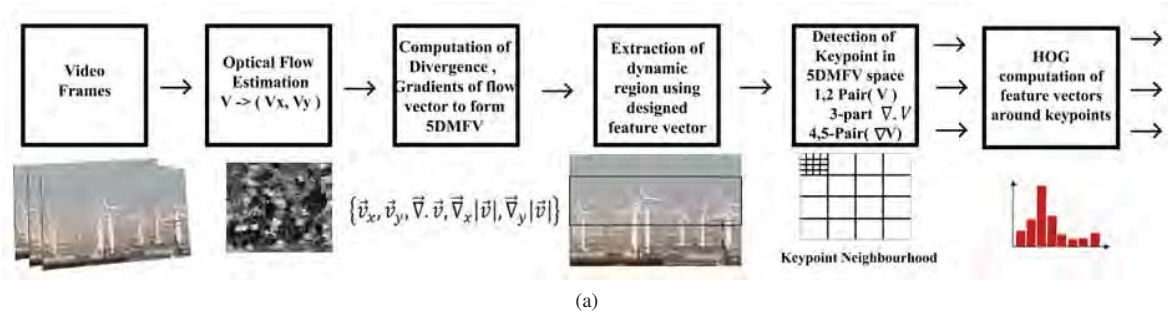 Video
Frames
Optical Flow
Estimation
V -> ( Vx, Vy )
Computation of
Divergence ,
Gradients of flow
vector to form
5DMFV
Extraction of
dynamic
region using
designed
feature vector
Detection of
Keypoint in
5DMFV space
1,2 Pair( V )
3-part ∇. V
4,5-Pair( ∇V)
HOG
computation of
feature vectors
around keypoints
{v⃗ₓ, v⃗ᵧ, ∇⃗. v⃗, ∇⃗ₓ|v⃗|, ∇⃗ᵧ|v⃗|}
Keypoint Neighbourhood
(a)